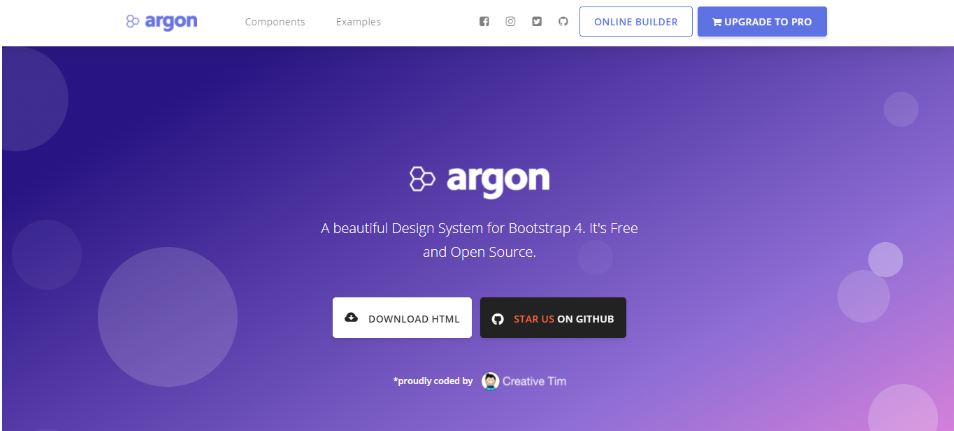 argon
Components
Examples
ONLINE BUILDER
UPGRADE TO PRO
argon
A beautiful Design System for Bootstrap 4. It's Free
and Open Source.
DOWNLOAD HTML
STAR US ON GITHUB
*proudly coded by Creative Tim